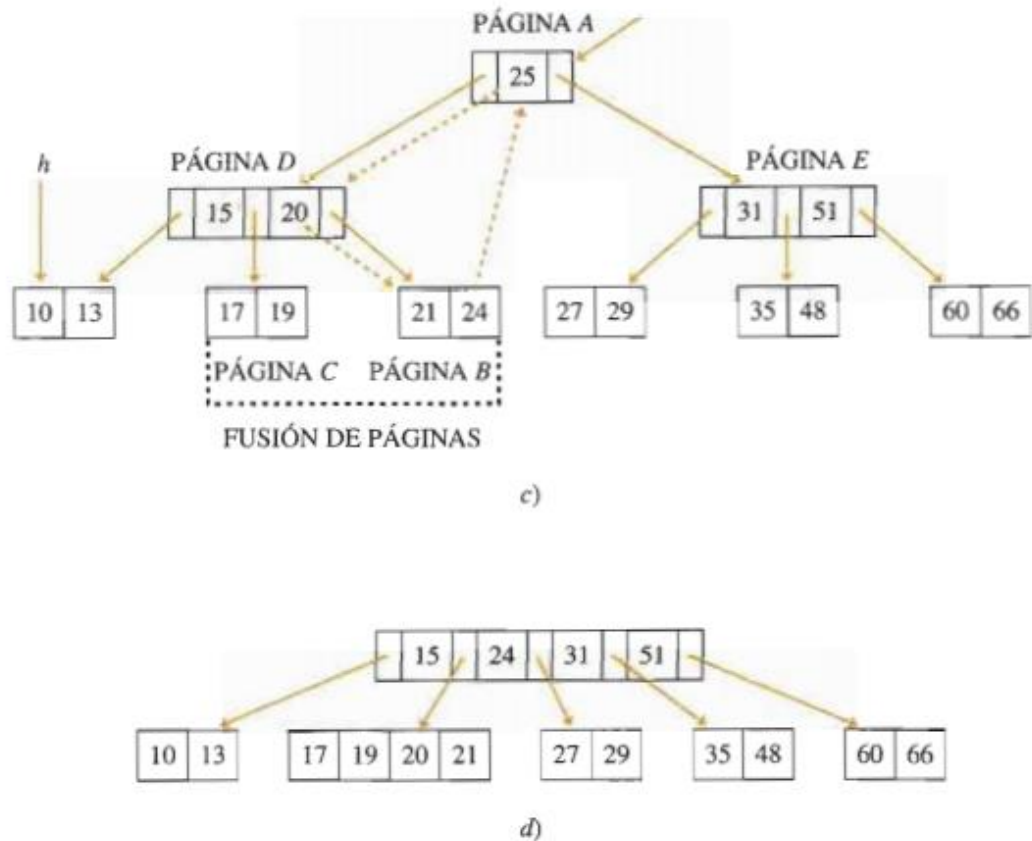 PÁGINA A
25
h
PÁGINA D
PÁGINA E
15 20
31 51
10 13
17 19
21 24
27 29
35 48
60 66
PÁGINA C
PÁGINA B
FUSIÓN DE PÁGINAS
c)
15 24 31 51
10 13
17 19 20 21
27 29
35 48
60 66
d)